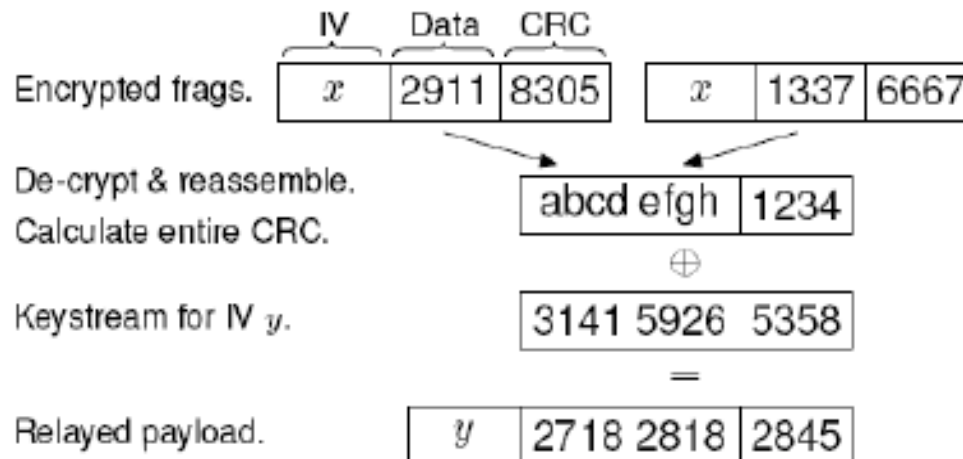 IV Data CRC
Encrypted frags. x 2911 8305 x 1337 6667
De-crypt & reassemble.
abcd efgh 1234
Calculate entire CRC.
⊕
Keystream for IV y. 3141 5926 5358
=
Relayed payload. y 2718 2818 2845